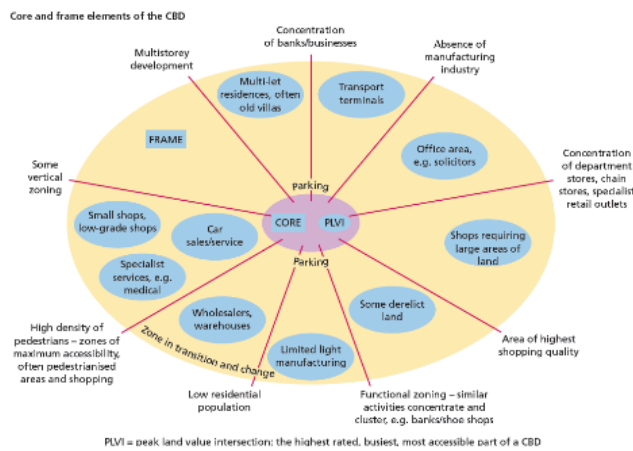 Core and frame elements of the CBD
Concentration
of banks/businesses
Multistorey
development
Absence of
manufacturing
industry
Multi-let
residences, often
old villas
Transport
terminals
FRAME
Office area,
e.g. solicitors
Some
vertical
zoning
Concentration
of department
stores, chain
stores, specialist
retail outlets
Parking
CORE
PLVI
Small shops,
low-grade shops
Car
sales/service
Shops requiring
large areas of
land
Parking
Specialist
services, e.g.
medical
Wholesalers,
warehouses
Some derelict
land
High density of
pedestrians – zones of
maximum accessibility,
often pedestrianised
areas and shopping
Zone in transition and change
Limited light
manufacturing
Area of highest
shopping quality
Low residential
population
Functional zoning – similar
activities concentrate and
cluster, e.g. banks/shoe shops
PLVI = peak land value intersection: the highest rated, busiest, most accessible part of a CBD